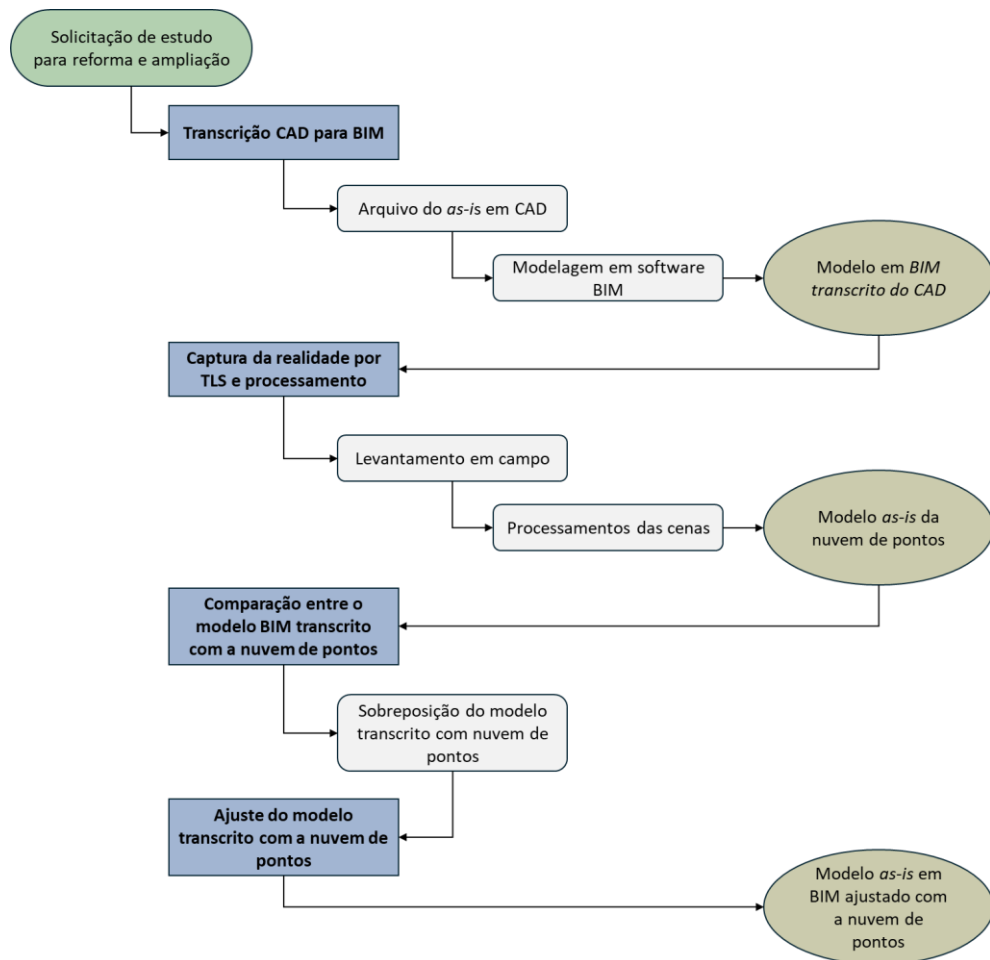 Solicitação de estudo
para reforma e ampliação
Transcrição CAD para BIM
Arquivo do as-is em CAD
Modelagem em software
BIM
Modelo em BIM
transcrito do CAD
Captura da realidade por
TLS e processamento
Levantamento em campo
Processamentos das cenas
Modelo as-is da
nuvem de pontos
Comparação entre o
modelo BIM transcrito
com a nuvem de pontos
Sobreposição do modelo
transcrito com nuvem de
pontos
Ajuste do modelo
transcrito com a nuvem de
pontos
Modelo as-is em
BIM ajustado com
a nuvem de
pontos